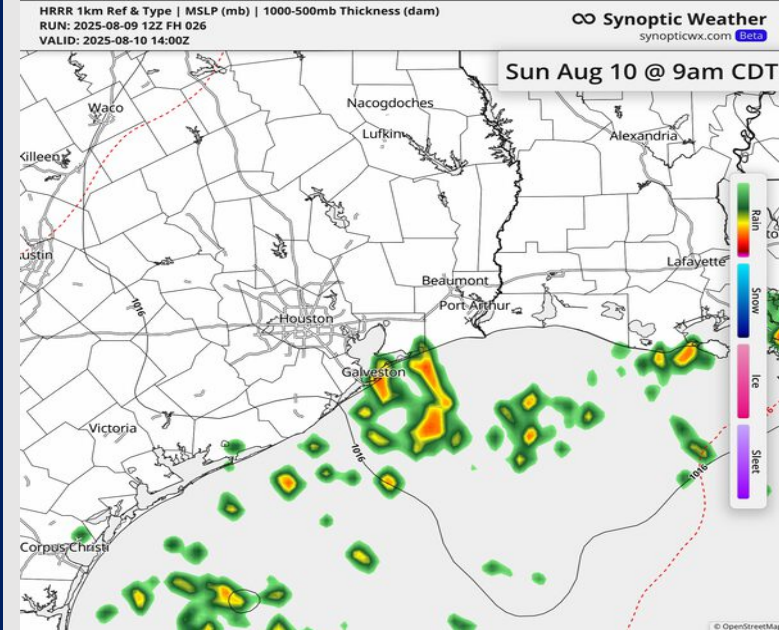 HRRR 1km Ref & Type | MSLP (mb) | 1000-500mb Thickness (dam)
RUN: 2025-08-09 12Z FH 026
VALID: 2025-08-10 14:00Z
Synoptic Weather
synopticwx.com Beta
Sun Aug 10 @ 9am CDT
Waco
Nacogdoches
Lufkin
Alexandria
Killeen
ustin
Lafayette
Beaumont
Port Arthur
1016
Houston
Galveston
Victoria
1016
1016
Corpus Christi
Rain
Snow
Ice
Sleet
© OpenStreetMa